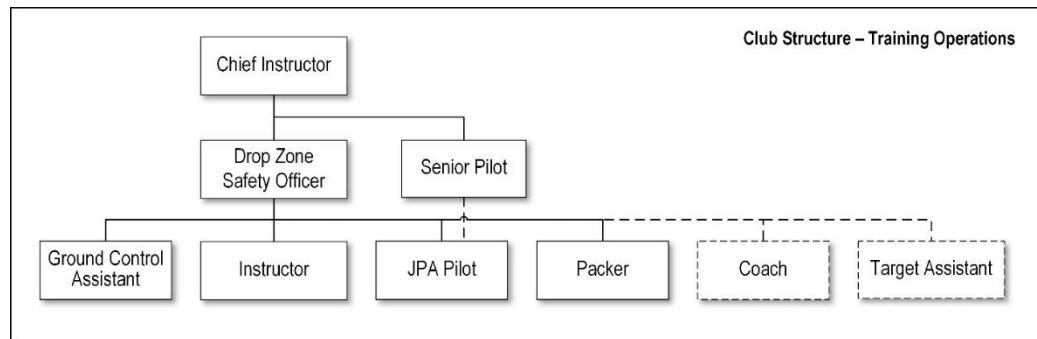 Club Structure – Training Operations
Chief Instructor
Drop Zone
Safety Officer
Senior Pilot
Ground Control
Assistant
Instructor
JPA Pilot
Packer
Coach
Target Assistant